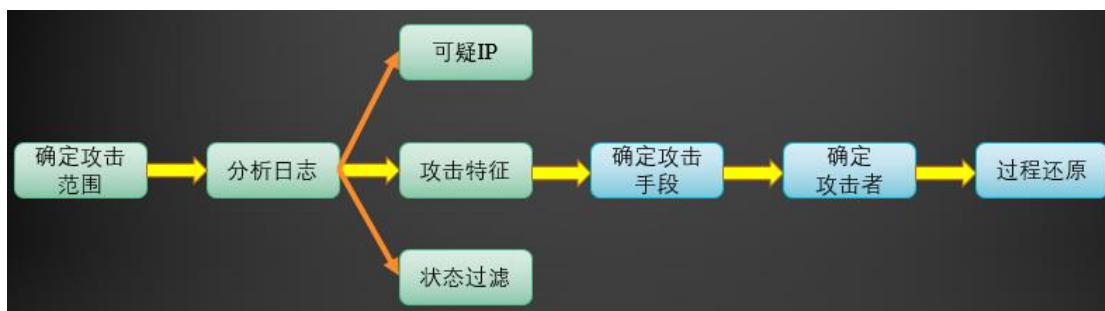 可疑IP
确定攻击
范围
分析日志
攻击特征
确定攻击
手段
确定
攻击者
过程还原
状态过滤